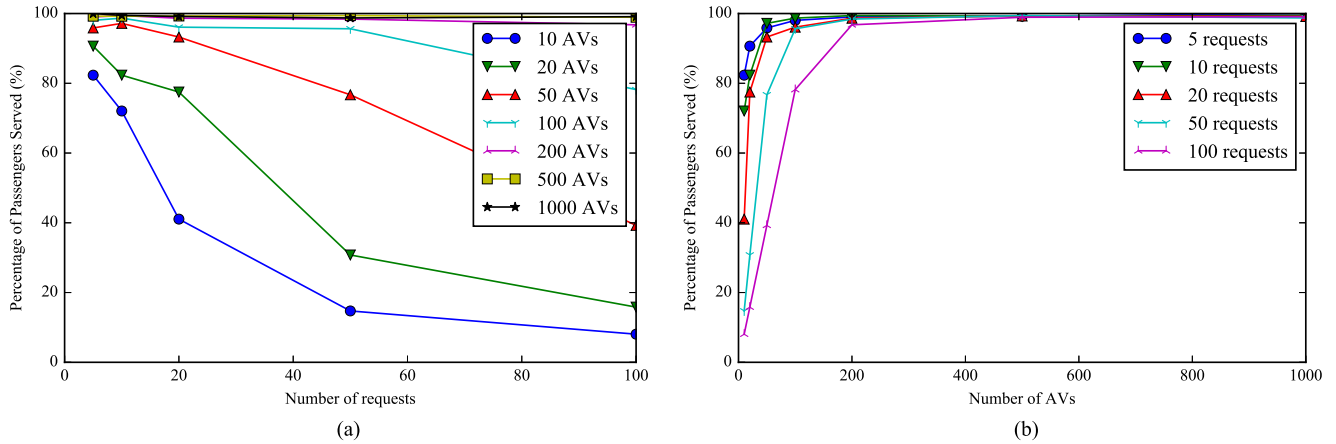 100
80
60
40
20
0
Percentage of Passengers Served (%)
10 AVs
20 AVs
50 AVs
100 AVs
200 AVs
500 AVs
1000 AVs
0 20 40 60 80 100
Number of requests
(a)
100
80
60
40
20
0
Percentage of Passengers Served (%)
5 requests
10 requests
20 requests
50 requests
100 requests
0 200 400 600 800 1000
Number of AVs
(b)